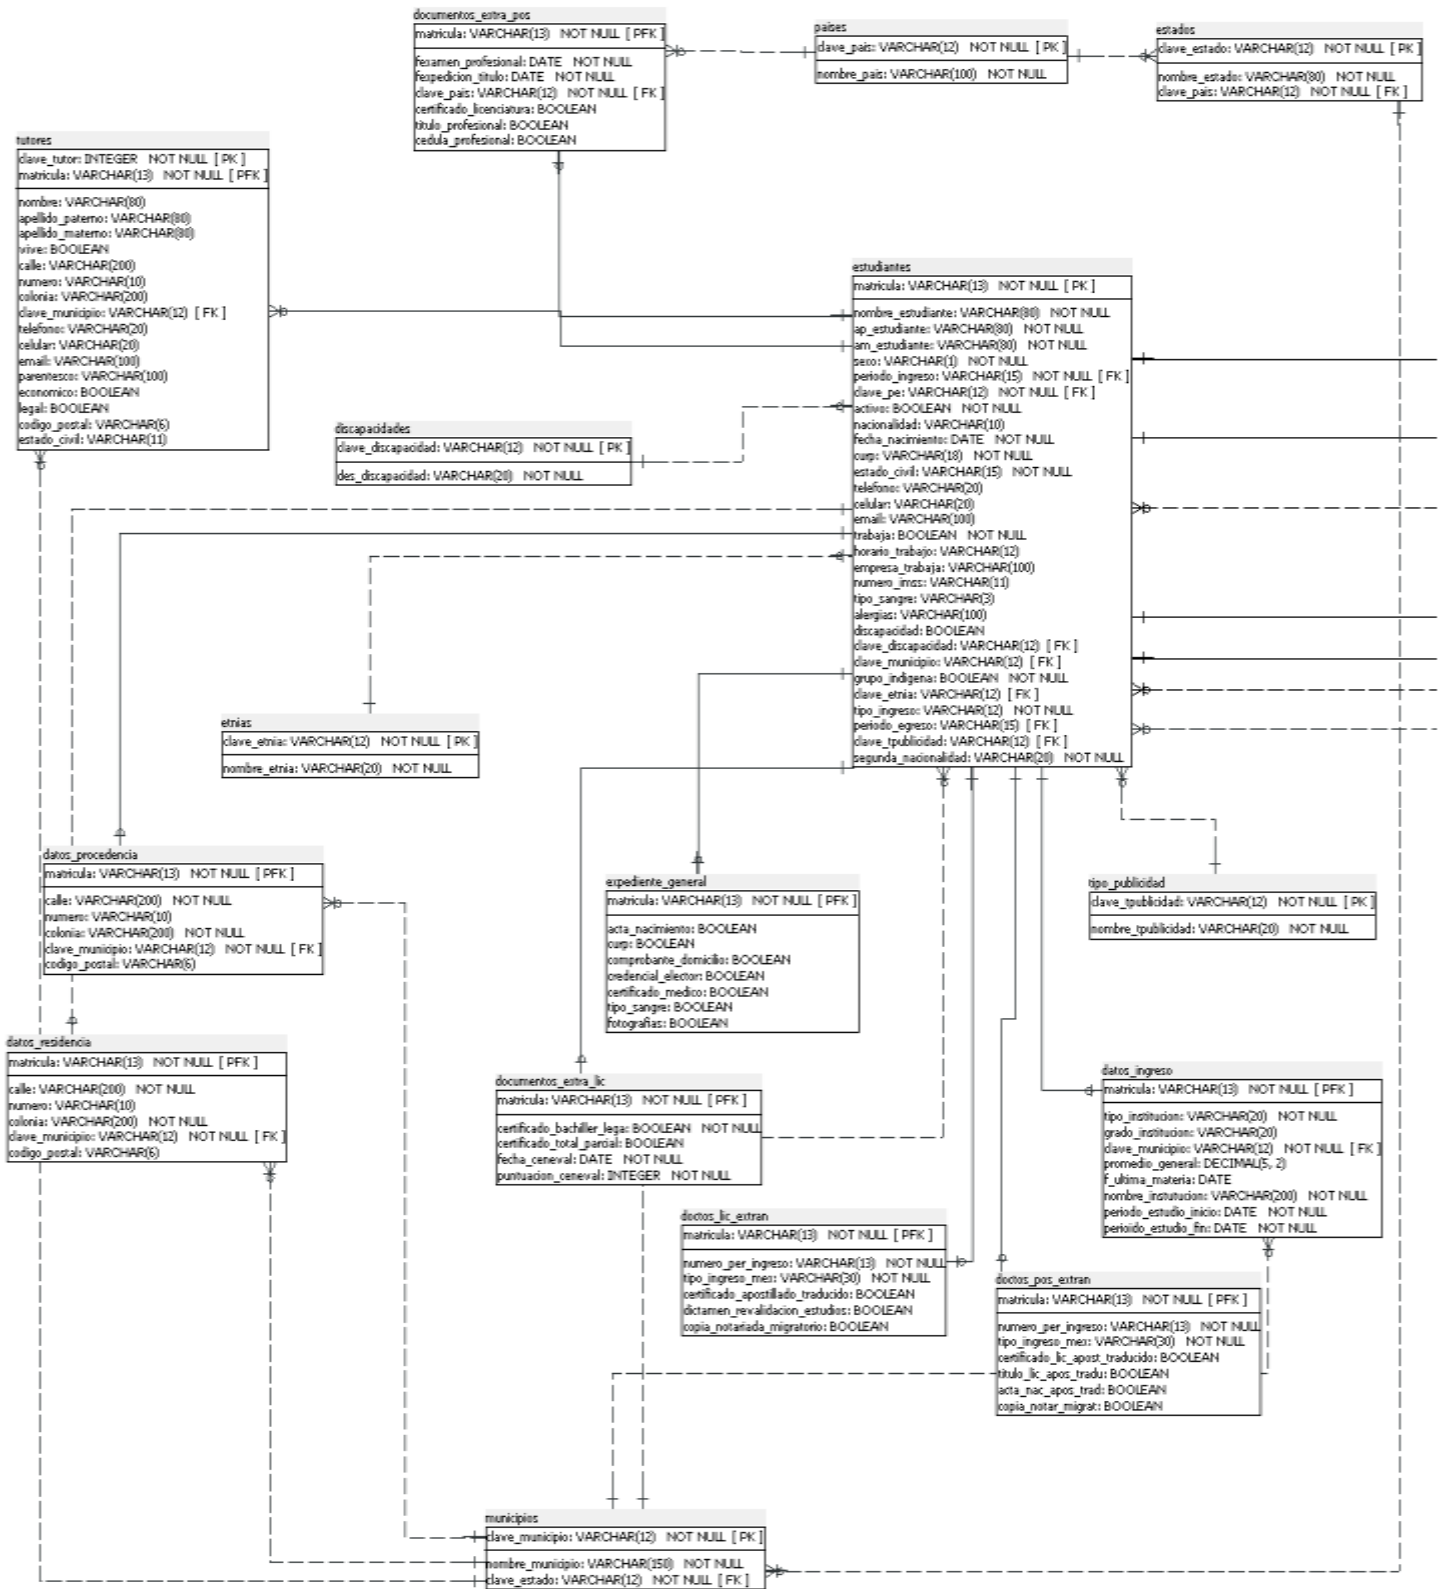 documentos_extra_pos
matricula: VARCHAR(13) NOT NULL [ PFK ]
fexamen_profesional: DATE NOT NULL
fexpedicion_titulo: DATE NOT NULL
clave_pais: VARCHAR(12) NOT NULL [ FK ]
certificado_licenciatura: BOOLEAN
titulo_profesional: BOOLEAN
cedula_profesional: BOOLEAN
paises
clave_pais: VARCHAR(12) NOT NULL [ PK ]
nombre_pais: VARCHAR(100) NOT NULL
estados
clave_estado: VARCHAR(12) NOT NULL [ PK ]
nombre_estado: VARCHAR(80) NOT NULL
clave_pais: VARCHAR(12) NOT NULL [ FK ]
tutores
clave_tutor: INTEGER NOT NULL [ PK ]
matricula: VARCHAR(13) NOT NULL [ PFK ]
nombre: VARCHAR(80)
apellido_paterno: VARCHAR(80)
apellido_materno: VARCHAR(80)
vive: BOOLEAN
calle: VARCHAR(200)
numero: VARCHAR(10)
colonia: VARCHAR(200)
clave_municipio: VARCHAR(12) [ FK ]
telefono: VARCHAR(20)
celular: VARCHAR(20)
email: VARCHAR(100)
parentesco: VARCHAR(100)
economico: BOOLEAN
legal: BOOLEAN
codigo_postal: VARCHAR(6)
estado_civil: VARCHAR(11)
estudiantes
matricula: VARCHAR(13) NOT NULL [ PK ]
nombre_estudiante: VARCHAR(80) NOT NULL
ap_estudiante: VARCHAR(80) NOT NULL
am_estudiante: VARCHAR(80) NOT NULL
sexo: VARCHAR(1) NOT NULL
periodo_ingreso: VARCHAR(15) NOT NULL [ FK ]
clave_pe: VARCHAR(12) NOT NULL [ FK ]
activo: BOOLEAN NOT NULL
nacionalidad: VARCHAR(10)
fecha_nacimiento: DATE NOT NULL
curp: VARCHAR(18) NOT NULL
estado_civil: VARCHAR(15) NOT NULL
telefono: VARCHAR(20)
celular: VARCHAR(20)
email: VARCHAR(100)
trabaja: BOOLEAN NOT NULL
horario_trabajo: VARCHAR(12)
empresa_trabaja: VARCHAR(100)
numero_imss: VARCHAR(11)
tipo_sangre: VARCHAR(3)
alergias: VARCHAR(100)
discapacidad: BOOLEAN
clave_discapacidad: VARCHAR(12) [ FK ]
clave_municipio: VARCHAR(12) [ FK ]
grupo_indigena: BOOLEAN NOT NULL
clave_etnia: VARCHAR(12) [ FK ]
tipo_ingreso: VARCHAR(12) NOT NULL
periodo_egreso: VARCHAR(15) [ FK ]
clave_tpublicidad: VARCHAR(12) [ FK ]
segunda_nacionalidad: VARCHAR(20) NOT NULL
discapacidades
clave_discapacidad: VARCHAR(12) NOT NULL [ PK ]
des_discapacidad: VARCHAR(20) NOT NULL
etnias
clave_etnia: VARCHAR(12) NOT NULL [ PK ]
nombre_etnia: VARCHAR(20) NOT NULL
datos_procedencia
matricula: VARCHAR(13) NOT NULL [ PFK ]
calle: VARCHAR(200) NOT NULL
numero: VARCHAR(10)
colonia: VARCHAR(200) NOT NULL
clave_municipio: VARCHAR(12) NOT NULL [ FK ]
codigo_postal: VARCHAR(6)
expediente_general
matricula: VARCHAR(13) NOT NULL [ PFK ]
acta_nacimiento: BOOLEAN
curp: BOOLEAN
comprobante_domicilio: BOOLEAN
credencial_elector: BOOLEAN
certificado_medico: BOOLEAN
tipo_sangre: BOOLEAN
fotografias: BOOLEAN
tipo_publicidad
clave_tpublicidad: VARCHAR(12) NOT NULL [ PK ]
nombre_tpublicidad: VARCHAR(20) NOT NULL
datos_residencia
matricula: VARCHAR(13) NOT NULL [ PFK ]
calle: VARCHAR(200) NOT NULL
numero: VARCHAR(10)
colonia: VARCHAR(200) NOT NULL
clave_municipio: VARCHAR(12) NOT NULL [ FK ]
codigo_postal: VARCHAR(6)
documentos_extra_lic
matricula: VARCHAR(13) NOT NULL [ PFK ]
certificado_bachiller_lega: BOOLEAN NOT NULL
certificado_total_parcial: BOOLEAN
fecha_ceneval: DATE NOT NULL
puntuacion_ceneval: INTEGER NOT NULL
datos_ingreso
matricula: VARCHAR(13) NOT NULL [ PFK ]
tipo_institucion: VARCHAR(20) NOT NULL
grado_institucion: VARCHAR(20)
clave_municipio: VARCHAR(12) NOT NULL [ FK ]
promedio_general: DECIMAL(5, 2)
f_ultima_materia: DATE
nombre_instutucion: VARCHAR(200) NOT NULL
periodo_estudio_inicio: DATE NOT NULL
perioido_estudio_fin: DATE NOT NULL
doctos_lic_extran
matricula: VARCHAR(13) NOT NULL [ PFK ]
numero_per_ingreso: VARCHAR(13) NOT NULL
tipo_ingreso_mex: VARCHAR(30) NOT NULL
certificado_apostillado_traducido: BOOLEAN
dictamen_revalidacion_estudios: BOOLEAN
copia_notariada_migratorio: BOOLEAN
doctos_pos_extran
matricula: VARCHAR(13) NOT NULL [ PFK ]
numero_per_ingreso: VARCHAR(13) NOT NULL
tipo_ingreso_mex: VARCHAR(30) NOT NULL
certificado_lic_apost_traducido: BOOLEAN
titulo_lic_apos_tradu: BOOLEAN
acta_nac_apos_trad: BOOLEAN
copia_notar_migrat: BOOLEAN
municipios
clave_municipio: VARCHAR(12) NOT NULL [ PK ]
nombre_municipio: VARCHAR(150) NOT NULL
clave_estado: VARCHAR(12) NOT NULL [ FK ]